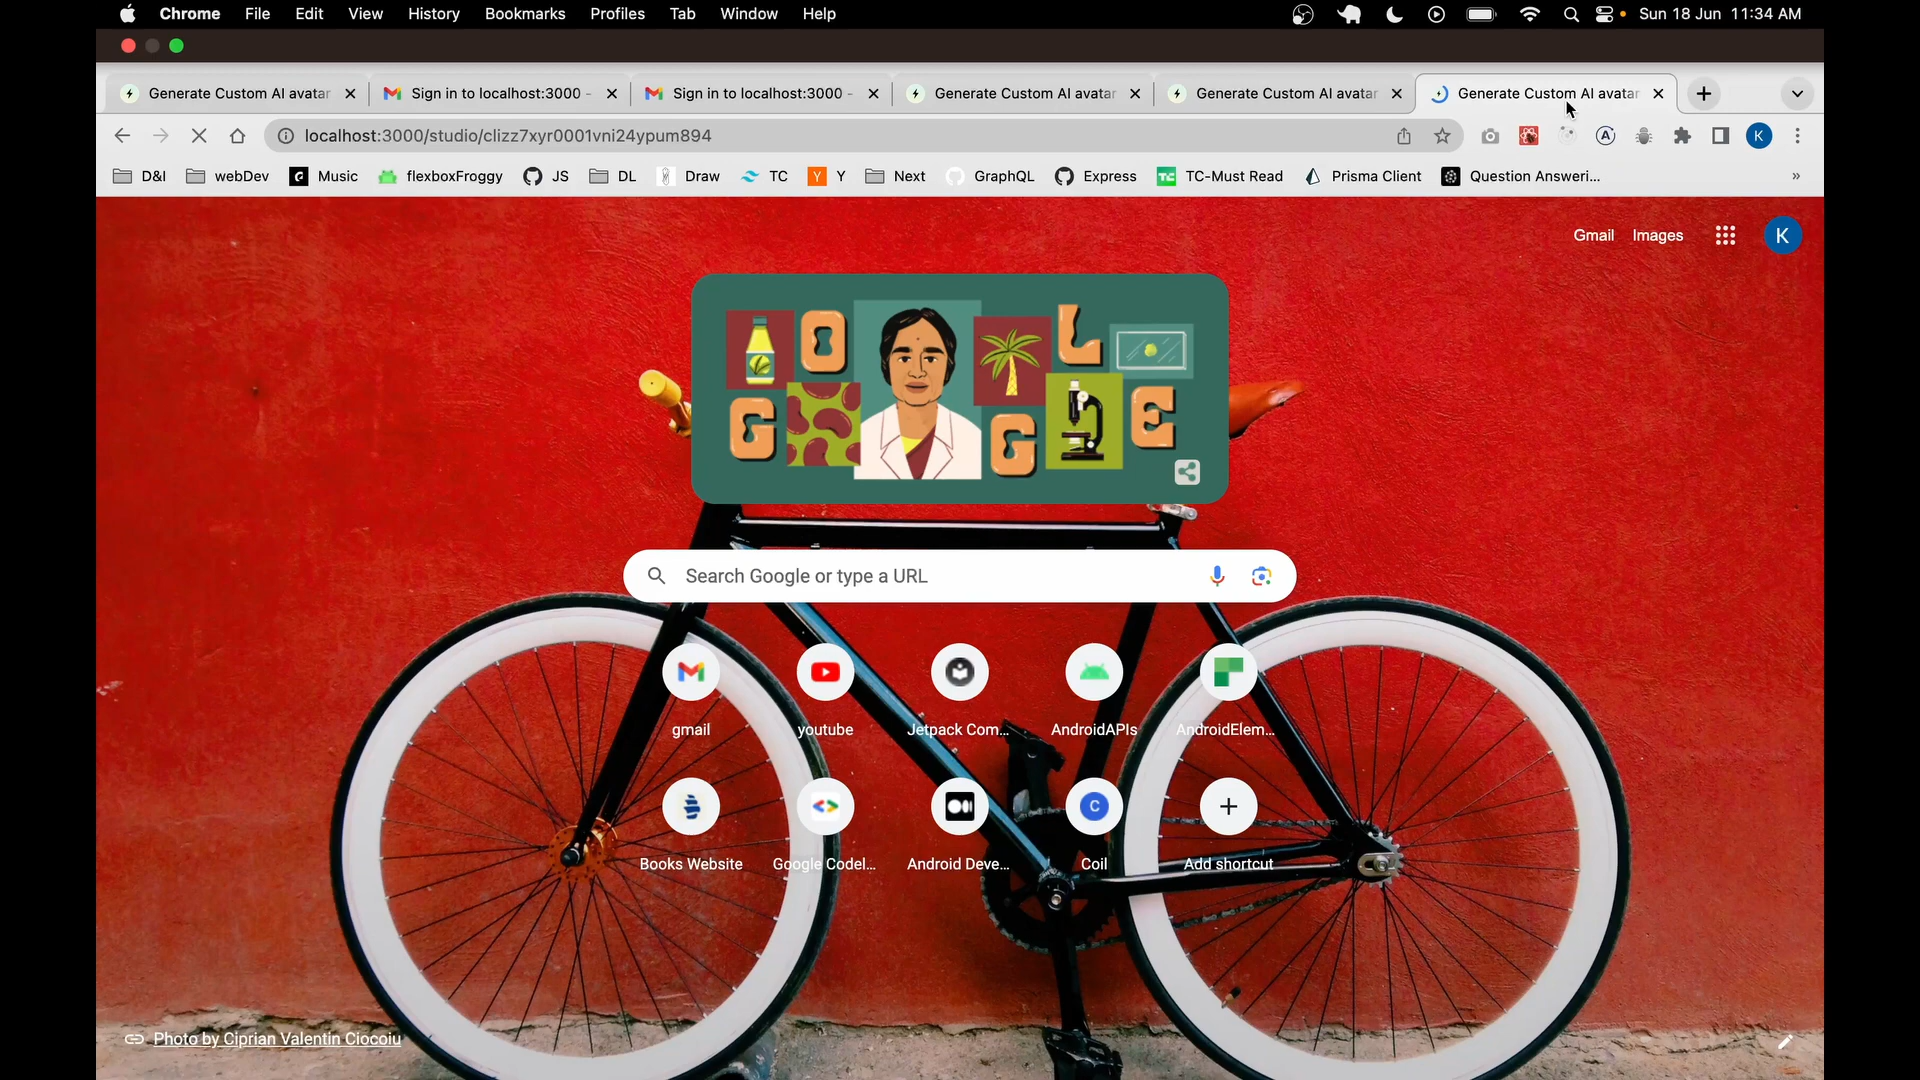 Chrome File Edit View History Bookmarks Profiles Tab Window Help Sun 18 Jun 11:34 AM
Generate Custom AI avatar Sign in to localhost:3000 - Sign in to localhost:3000 - Generate Custom AI avatar Generate Custom AI avatar Generate Custom AI avatar
localhost:3000/studio/clizz7xyr0001vni24ypum894 K
D&I webDev Music flexboxFroggy JS DL Draw TC Y Y Next GraphQL Express TC TC-Must Read Prisma Client Question Answeri... »
Gmail Images K
GOOGLE
Search Google or type a URL
gmail youtube Jetpack Com... AndroidAPIs AndroidElem...
C
Books Website Google Codel... Android Deve... Coil Add shortcut
Photo by Ciprian Valentin Ciocoiu